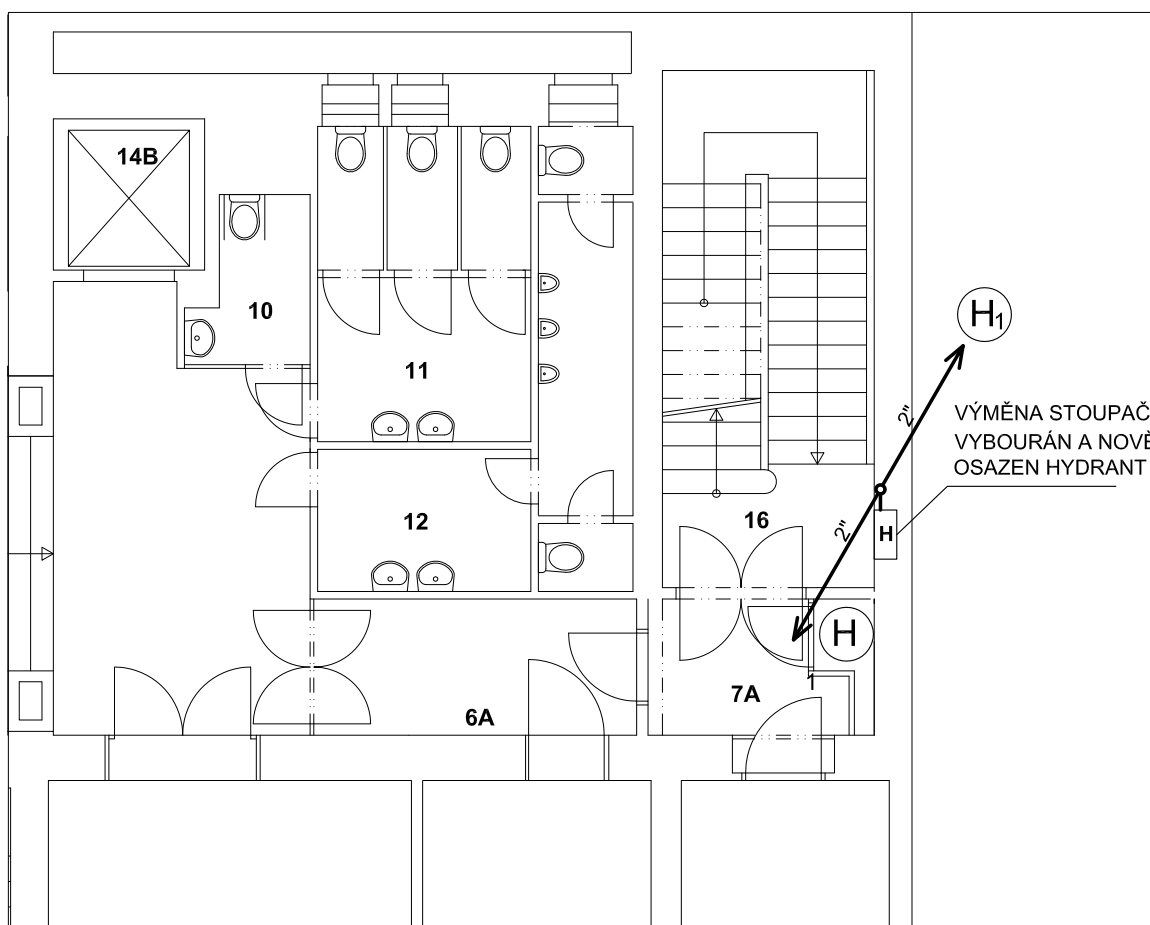 14B
10
11
H1
2"
VÝMĚNA STOUPAČ
VYBOURÁN A NOVĚ
OSAZEN HYDRANT
12
16
2"
H
H
1
7A
6A